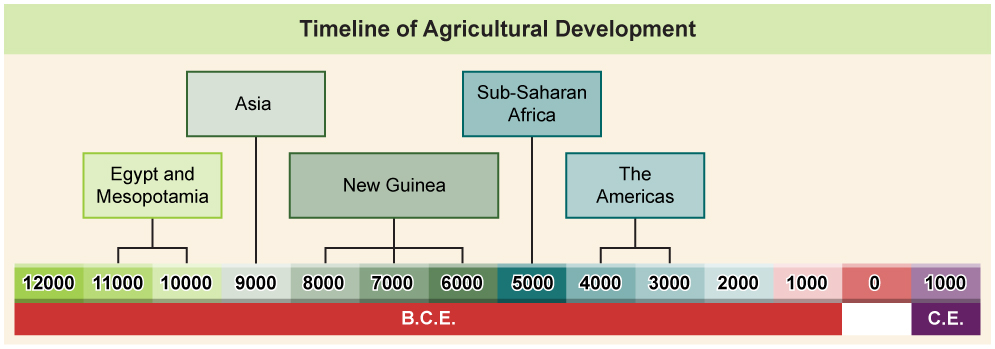 Timeline of Agricultural Development
Asia
Sub-Saharan
Africa
Egypt and
Mesopotamia
New Guinea
The
Americas
12000 11000 10000 9000 8000 7000 6000 5000 4000 3000 2000 1000 0 1000
B.C.E. C.E.